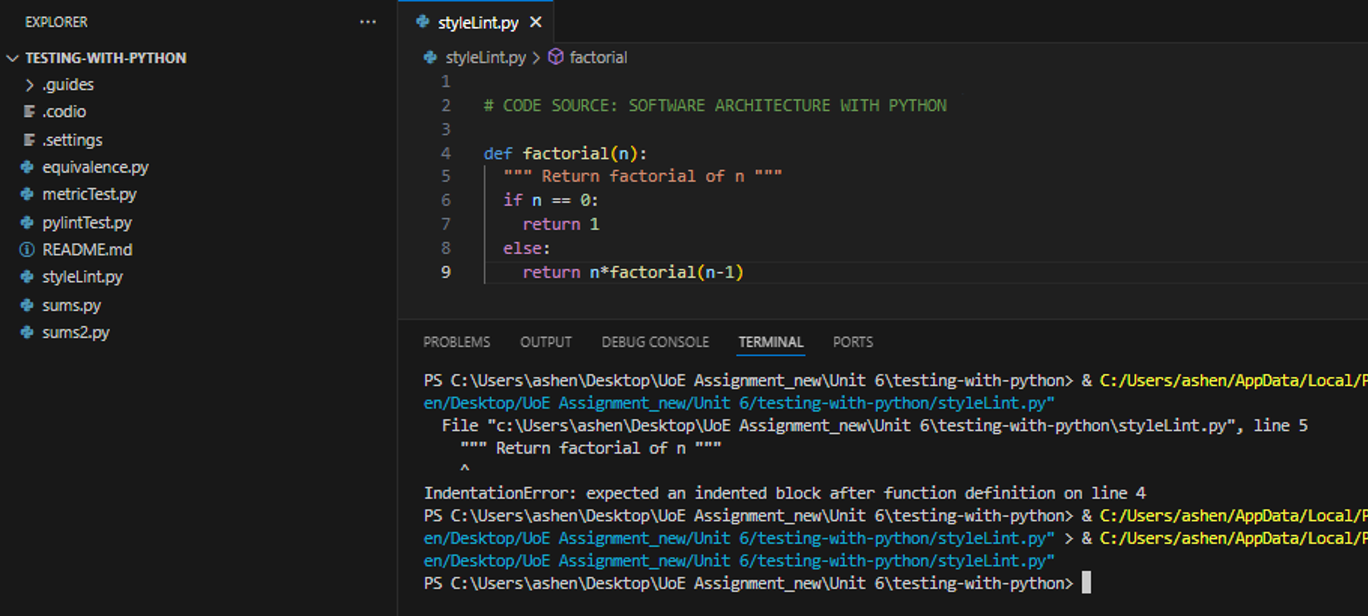 EXPLORER
···
TESTING-WITH-PYTHON
.guides
.codio
.settings
equivalence.py
metricTest.py
pylintTest.py
README.md
styleLint.py
sums.py
sums2.py
styleLint.py
styleLint.py > factorial
1
2 # CODE SOURCE: SOFTWARE ARCHITECTURE WITH PYTHON
3
4 def factorial(n):
5 """ Return factorial of n """
6 if n == 0:
7 return 1
8 else:
9 return n*factorial(n-1)
PROBLEMS OUTPUT DEBUG CONSOLE TERMINAL PORTS
PS C:\Users\ashen\Desktop\UoE Assignment_new\Unit 6\testing-with-python> & C:/Users/ashen/AppData/Local/P
en/Desktop/UoE Assignment_new/Unit 6/testing-with-python/styleLint.py"
File "c:\Users\ashen\Desktop\UoE Assignment_new\Unit 6\testing-with-python\styleLint.py", line 5
""" Return factorial of n """
^
IndentationError: expected an indented block after function definition on line 4
PS C:\Users\ashen\Desktop\UoE Assignment_new\Unit 6\testing-with-python> & C:/Users/ashen/AppData/Local/P
en/Desktop/UoE Assignment_new/Unit 6/testing-with-python/styleLint.py" > & C:/Users/ashen/AppData/Local/P
en/Desktop/UoE Assignment_new/Unit 6/testing-with-python/styleLint.py"
PS C:\Users\ashen\Desktop\UoE Assignment_new\Unit 6\testing-with-python>